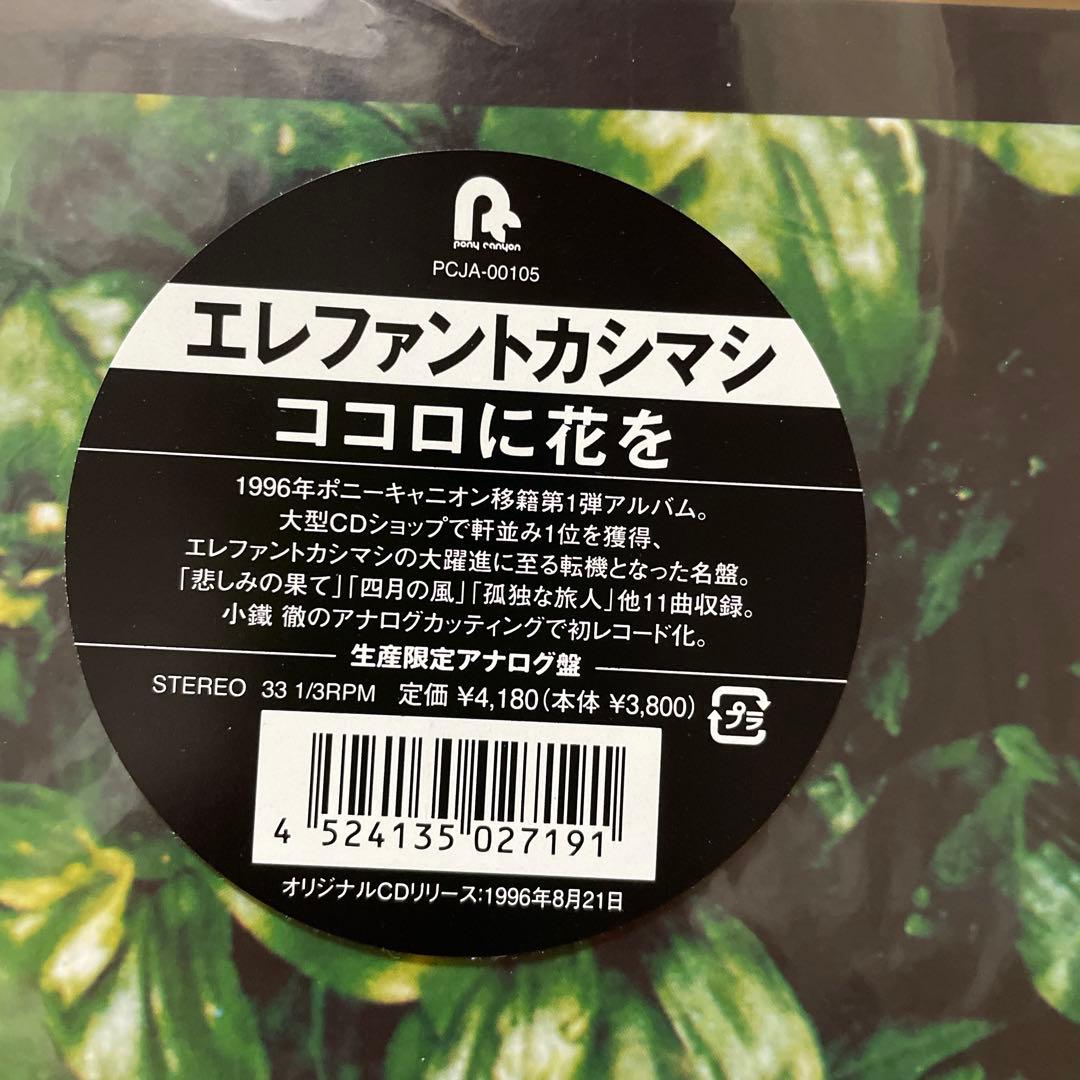 pony canyon
PCJA-00105
エレファントカシマシ
ココロに花を
1996年ポニーキャニオン移籍第1弾アルバム。
大型CDショップで軒並み1位を獲得、
エレファントカシマシの大躍進に至る転機となった名盤。
「悲しみの果て」「四月の風」「孤独な旅人」他11曲収録。
小鐵 徹のアナログカッティングで初レコード化。
生産限定アナログ盤
STEREO 33 1/3RPM 定価 ¥4,180(本体 ¥3,800) プラ
4 524135 027191
オリジナルCDリリース:1996年8月21日